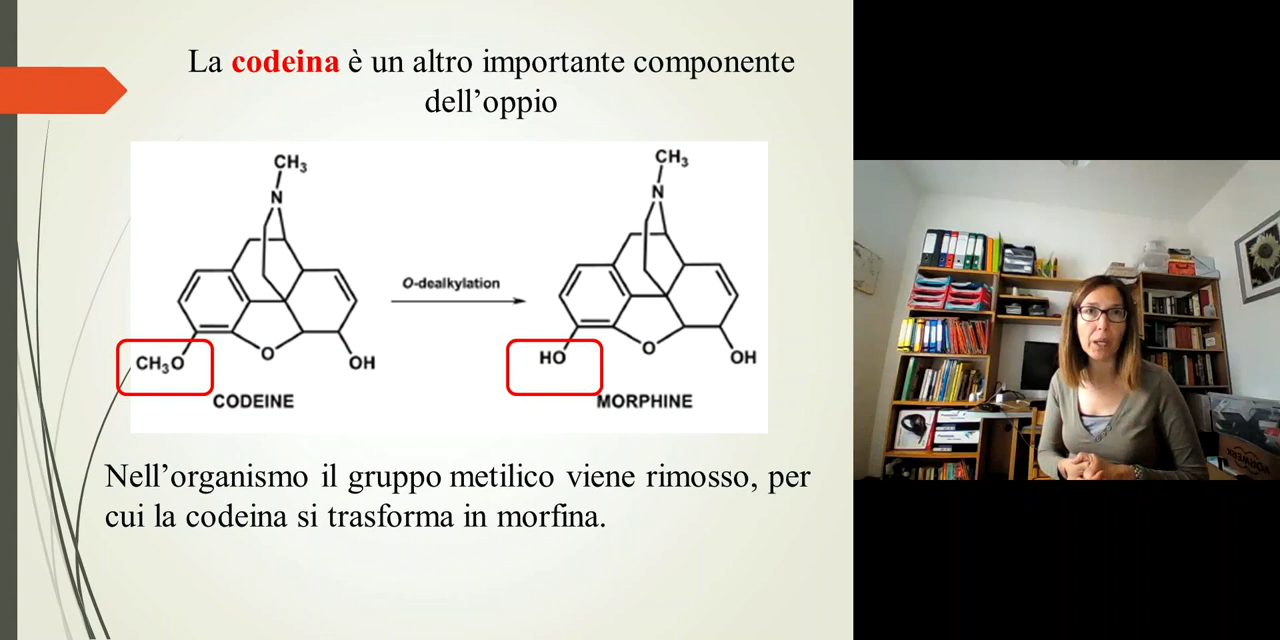 La codeina è un altro importante componente
dell’oppio
CH3
N
O-dealkylation
CH3O
O
OH
CODEINE
CH3
N
HO
O
OH
MORPHINE
Nell’organismo il gruppo metilico viene rimosso, per
cui la codeina si trasforma in morfina.